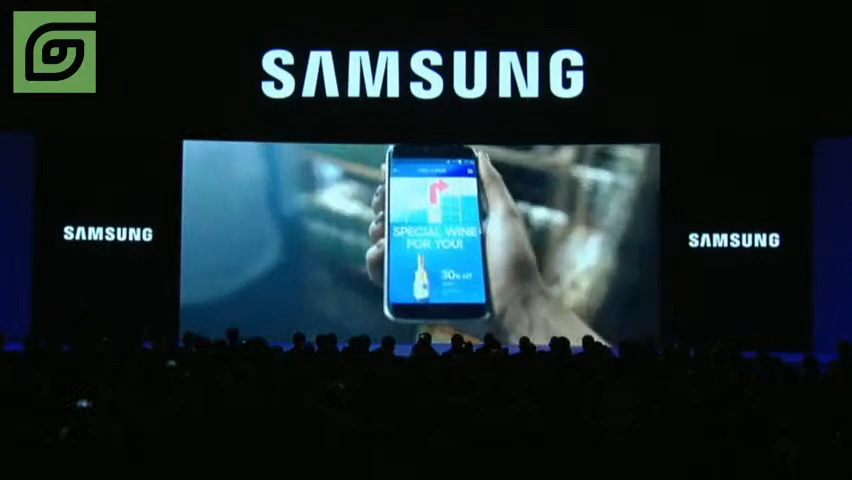 SAMSUNG
SAMSUNG
SPECIAL WINE
FOR YOU!
30% off
SAMSUNG